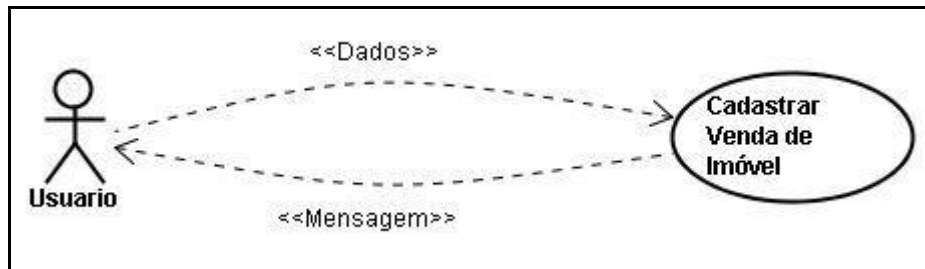 <<Dados>>
Cadastrar
Venda de
Imóvel
Usuario
<<Mensagem>>